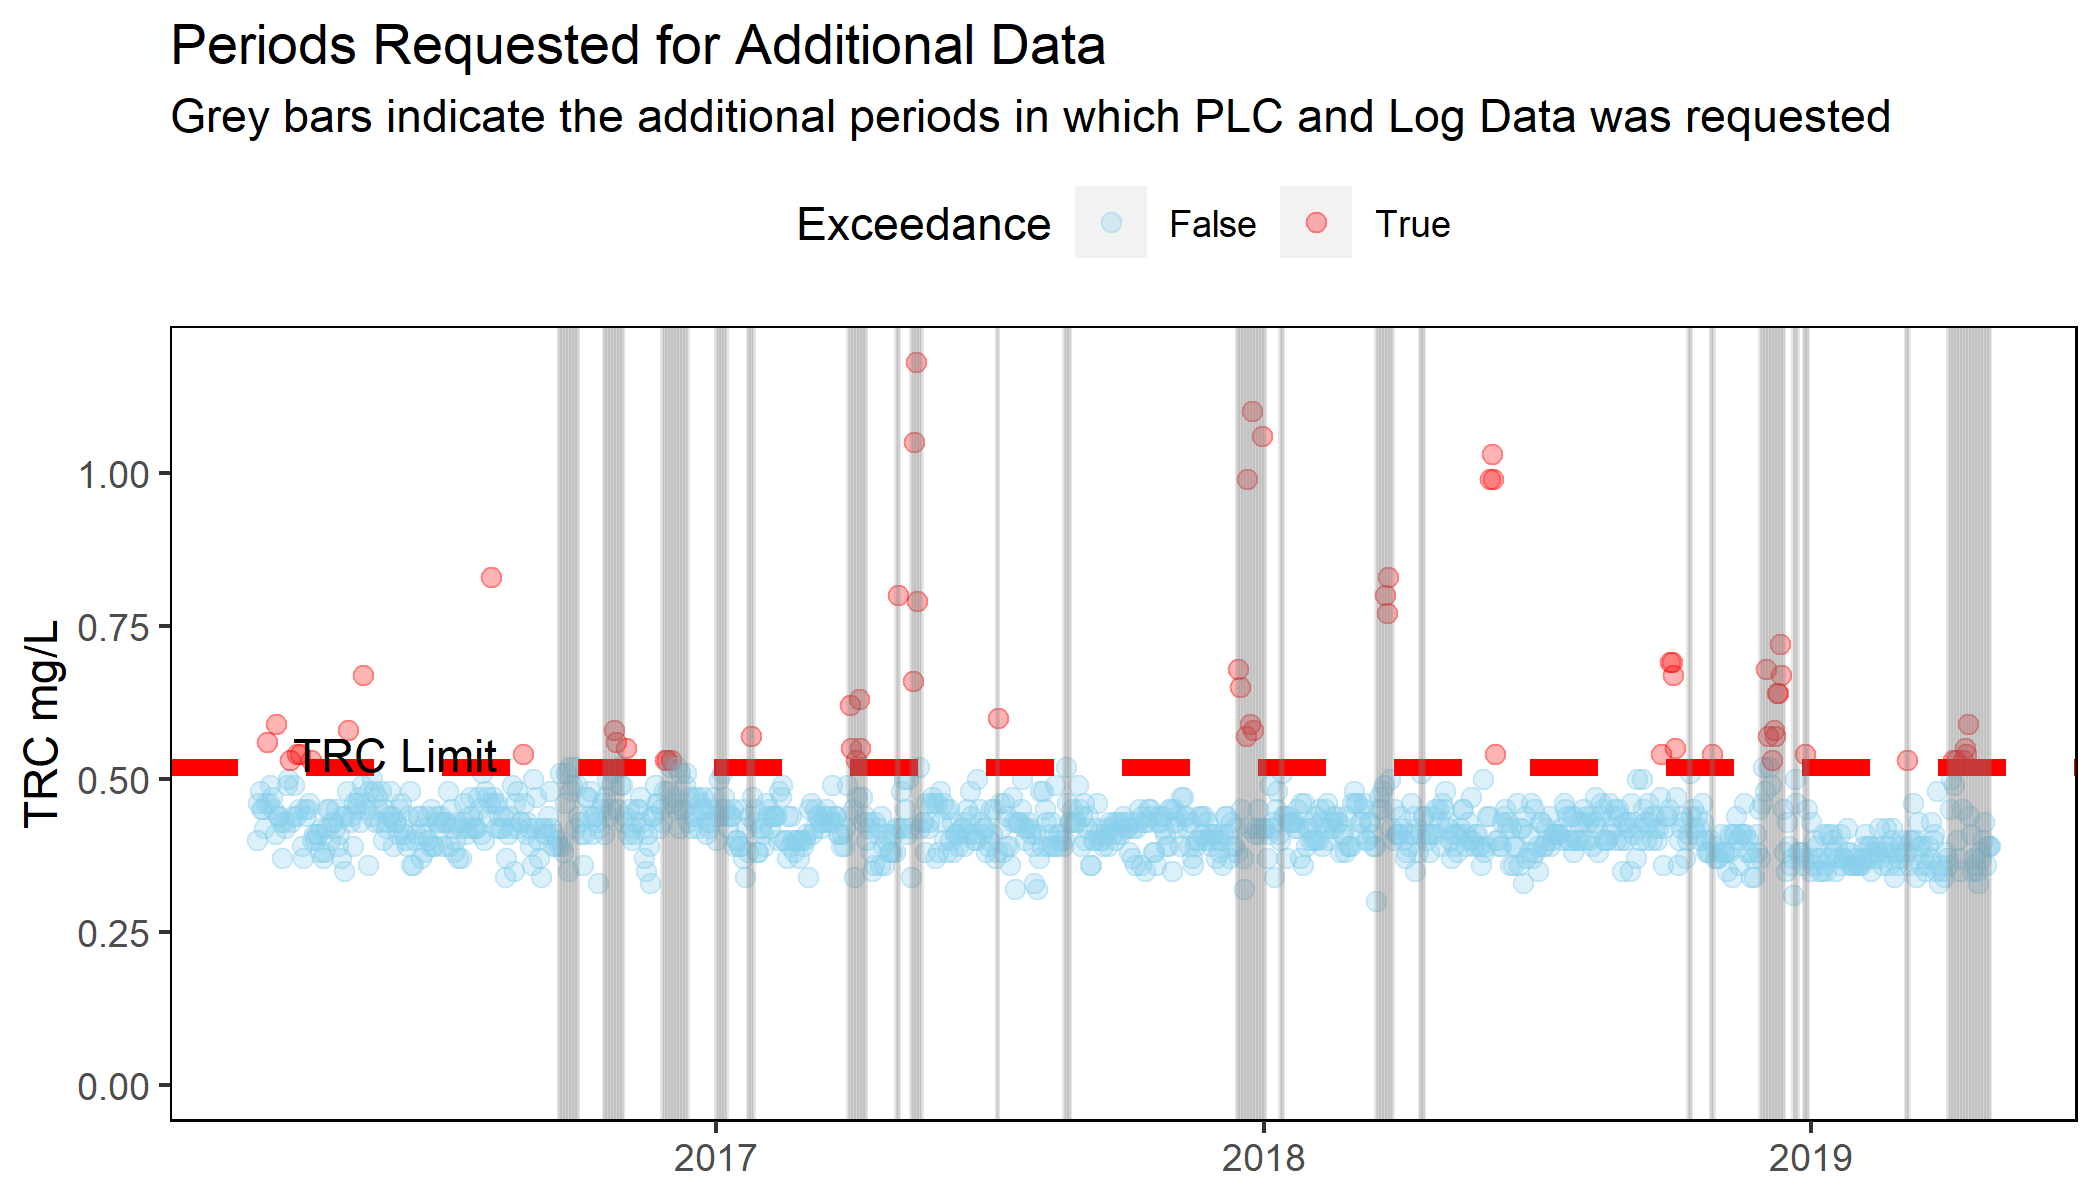 Periods Requested for Additional Data
Grey bars indicate the additional periods in which PLC and Log Data was requested
Exceedance False True
TRC mg/L
1.00
0.75
TRC Limit
0.50
0.25
0.00
2017 2018 2019